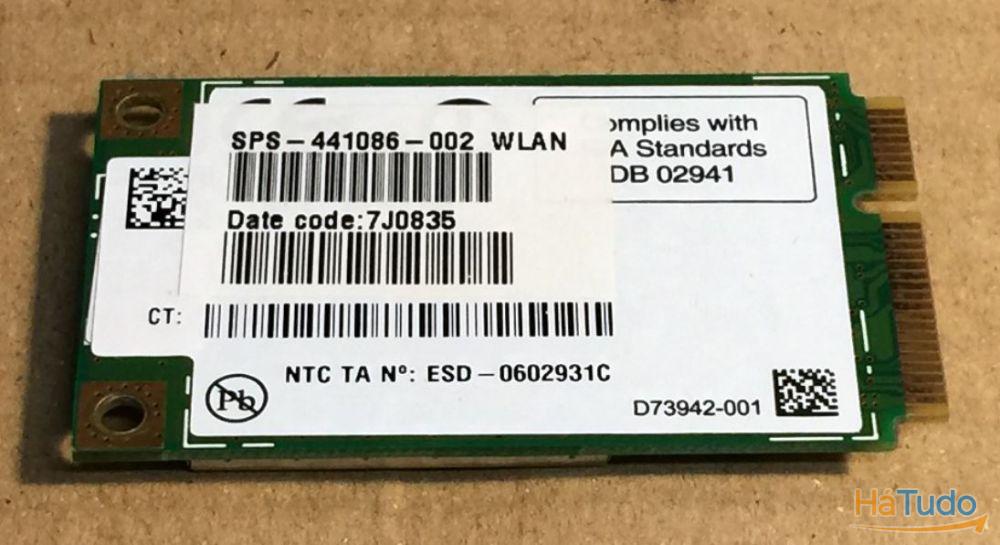 SPS-441086-002 WLAN
Date code:7J0835
CT:
NTC TA Nº: ESD-0602931C
Pb
with
A Standards
DB 02941
D73942-001
HáTudo